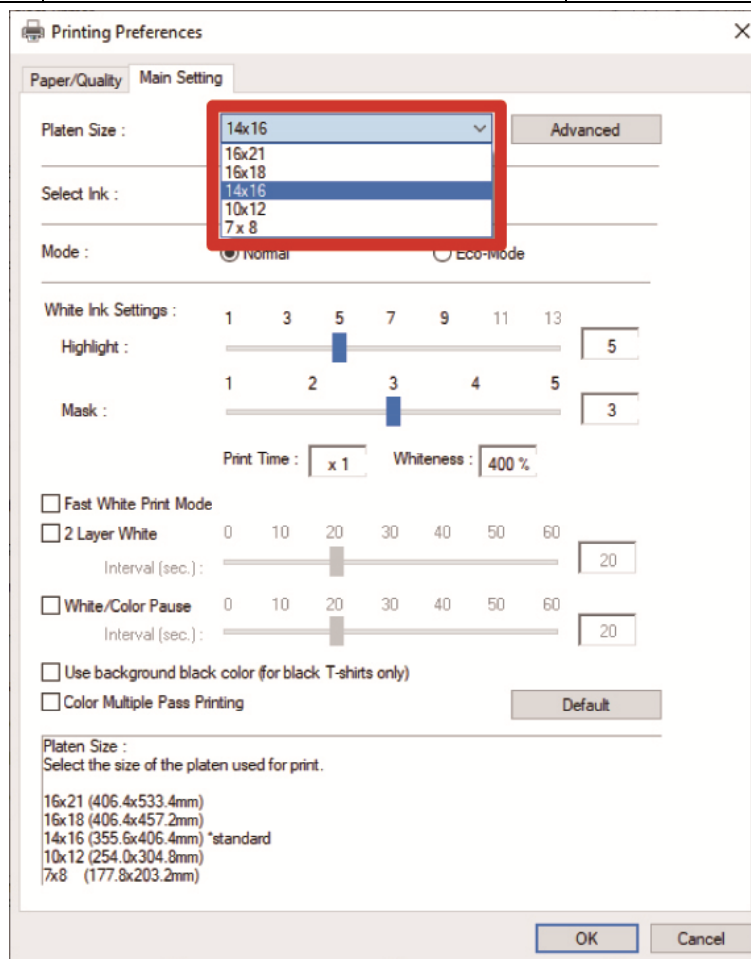 Printing Preferences
Paper/Quality Main Setting
Platen Size : 14x16 Advanced
16x21
16x18
Select Ink : 14x16
10x12
7 x 8
Mode : Normal Eco-Mode
White Ink Settings : 1 3 5 7 9 11 13
Highlight : 5
1 2 3 4 5
Mask : 3
Print Time : x 1 Whiteness : 400 %
Fast White Print Mode
2 Layer White 0 10 20 30 40 50 60
Interval (sec.) : 20
White/Color Pause 0 10 20 30 40 50 60
Interval (sec.) : 20
Use background black color (for black T-shirts only)
Color Multiple Pass Printing Default
Platen Size :
Select the size of the platen used for print.
16x21 (406.4x533.4mm)
16x18 (406.4x457.2mm)
14x16 (355.6x406.4mm) *standard
10x12 (254.0x304.8mm)
7x8 (177.8x203.2mm)
OK Cancel